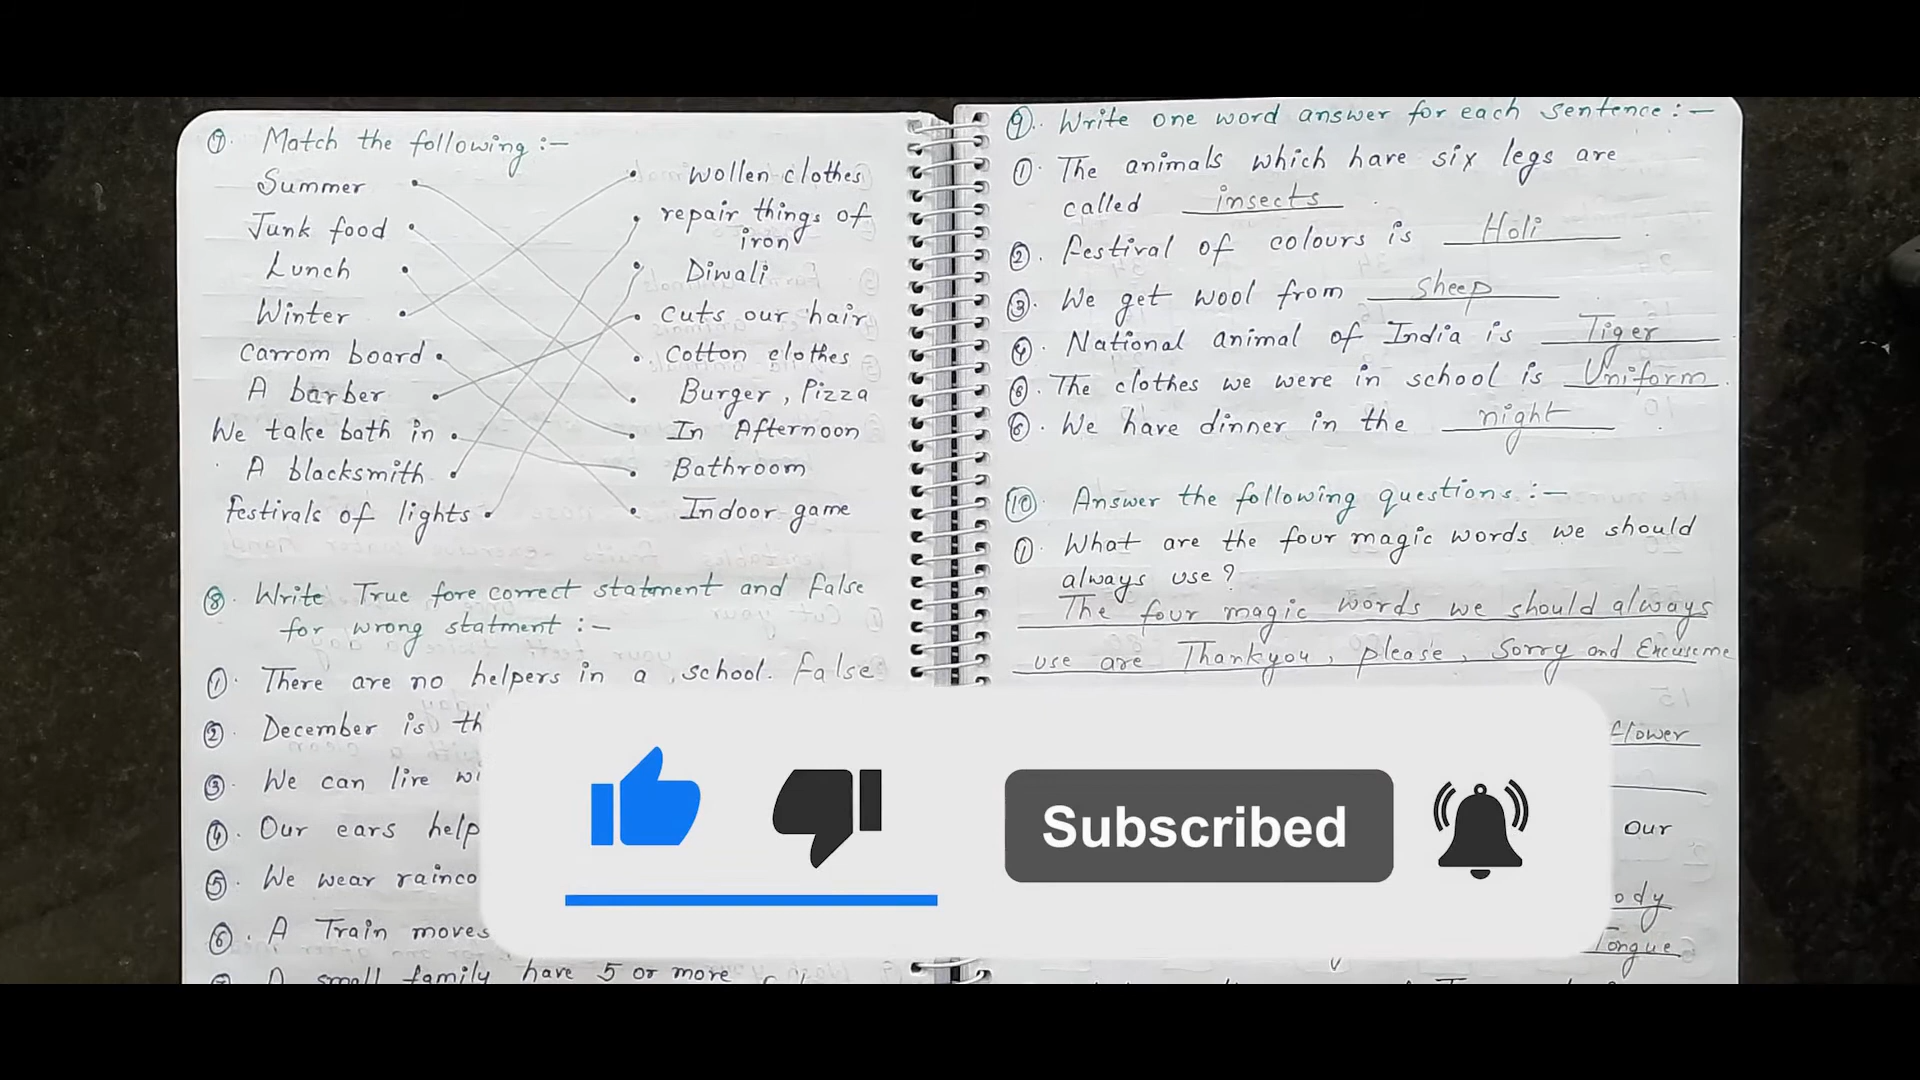 7. Match the following :-
Summer wollen clothes
Junk food repair things of iron
Lunch Diwali
Winter cuts our hair
carrom board cotton clothes
A barber Burger, Pizza
We take bath in In Afternoon
A blacksmith Bathroom
festivals of lights Indoor game
8. Write True fore correct statment and false
for wrong statment :-
1. There are no helpers in a school. false
2. December is th
3. We can live
4. Our ears help
5. We wear rainco
6. A Train moves
A small family have 5 or more
9. Write one word answer for each sentence :-
1. The animals which have six legs are
called insects
2. festival of colours is Holi
3. We get wool from sheep
4. National animal of India is Tiger
The clothes we were in school is Uniform.
6. We have dinner in the night
10. Answer the following questions :-
1. What are the four magic words we should
always use?
The four magic words we should always
use are Thankyou, please, Sorry and Excuseme
flower
our
ody
Tongue
Subscribed